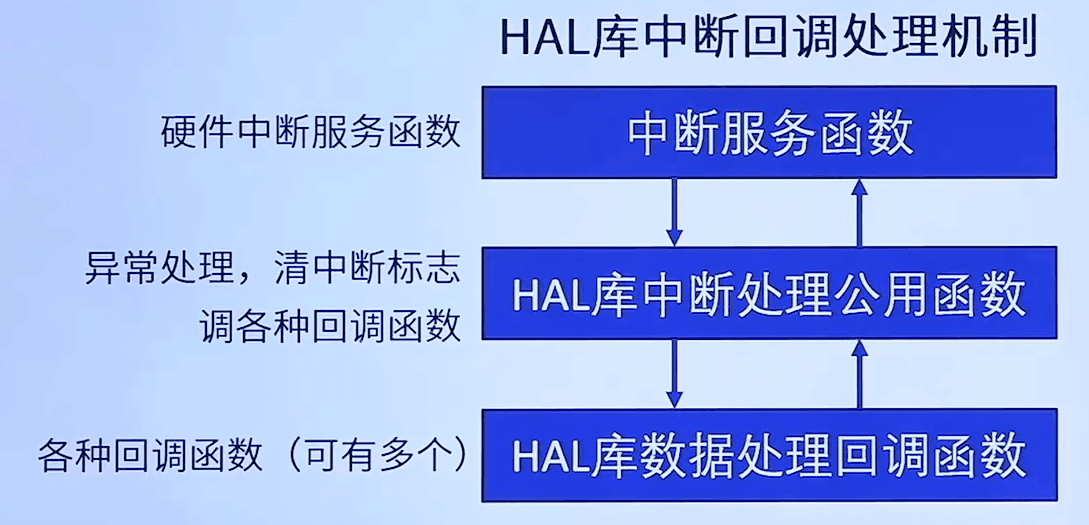 HAL库中断回调处理机制
硬件中断服务函数
中断服务函数
异常处理，清中断标志
调各种回调函数
HAL库中断处理公用函数
各种回调函数（可有多个）
HAL库数据处理回调函数